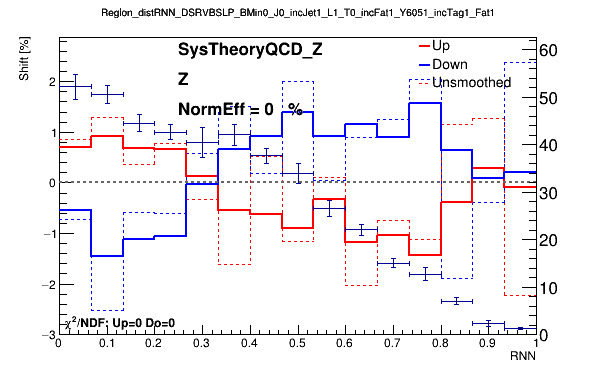 Region_distRNN_DSRVBSLP_BMin0_J0_incJet1_L1_T0_incFat1_Y6051_incTag1_Fat1
Shift [%]
SysTheoryQCD_Z
Z
NormEff = 0 %
Up
Down
Unsmoothed
2
1
0
−1
−2
−3
60
50
40
30
20
10
0
χ²/NDF: Up=0 Do=0
0 0.1 0.2 0.3 0.4 0.5 0.6 0.7 0.8 0.9 1
RNN